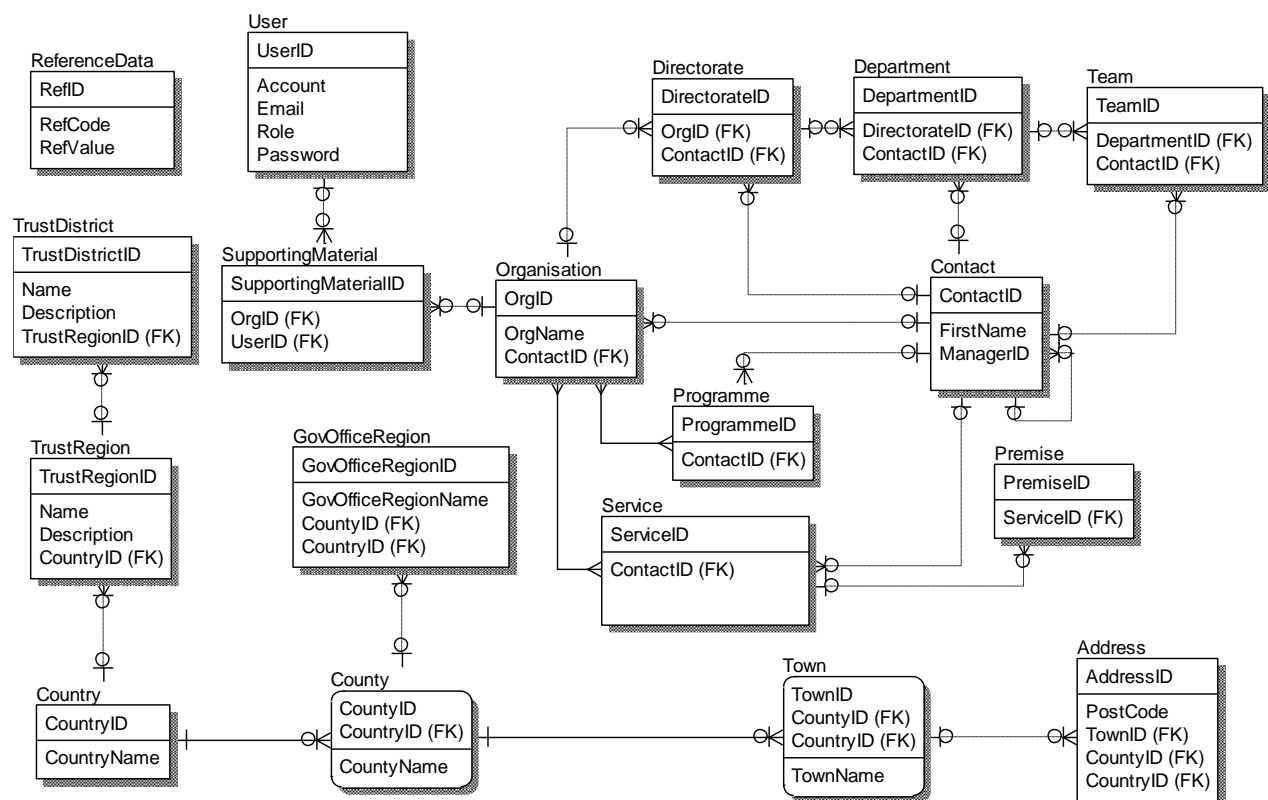 User
UserID
Account
Email
Role
Password
ReferenceData
RefID
RefCode
RefValue
Directorate
DirectorateID
OrgID (FK)
ContactID (FK)
Department
DepartmentID
DirectorateID (FK)
ContactID (FK)
Team
TeamID
DepartmentID (FK)
ContactID (FK)
TrustDistrict
TrustDistrictID
Name
Description
TrustRegionID (FK)
SupportingMaterial
SupportingMaterialID
OrgID (FK)
UserID (FK)
Organisation
OrgID
OrgName
ContactID (FK)
Contact
ContactID
FirstName
ManagerID
Programme
ProgrammeID
ContactID (FK)
TrustRegion
TrustRegionID
Name
Description
CountryID (FK)
GovOfficeRegion
GovOfficeRegionID
GovOfficeRegionName
CountyID (FK)
CountryID (FK)
Service
ServiceID
ContactID (FK)
Premise
PremiseID
ServiceID (FK)
Country
CountryID
CountryName
County
CountyID
CountryID (FK)
CountyName
Town
TownID
CountyID (FK)
CountryID (FK)
TownName
Address
AddressID
PostCode
TownID (FK)
CountyID (FK)
CountryID (FK)